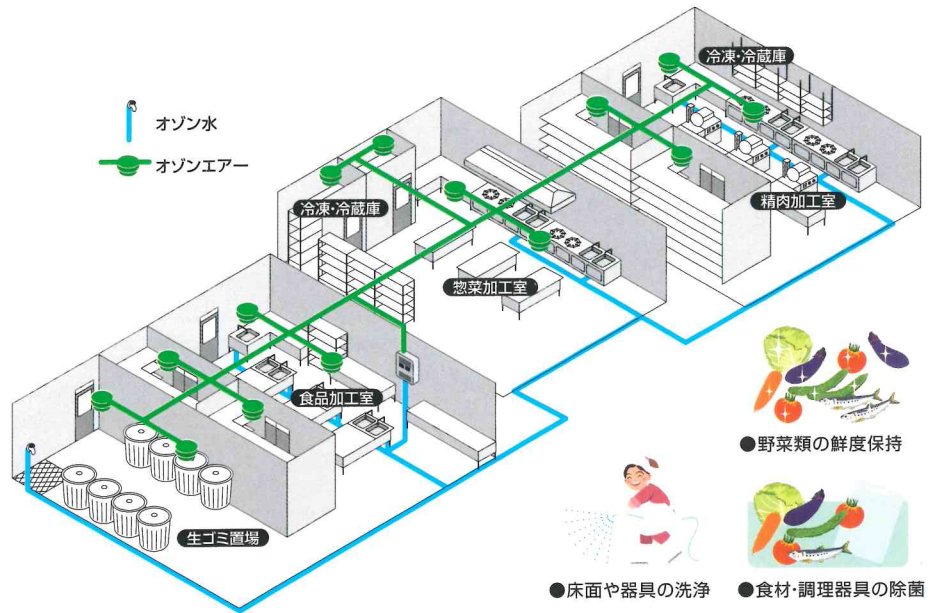 冷凍・冷蔵庫
オゾン水
オゾンエアー
精肉加工室
冷凍・冷蔵庫
惣菜加工室
食品加工室
●野菜類の鮮度保持
生ゴミ置場
●床面や器具の洗浄
●食材・調理器具の除菌